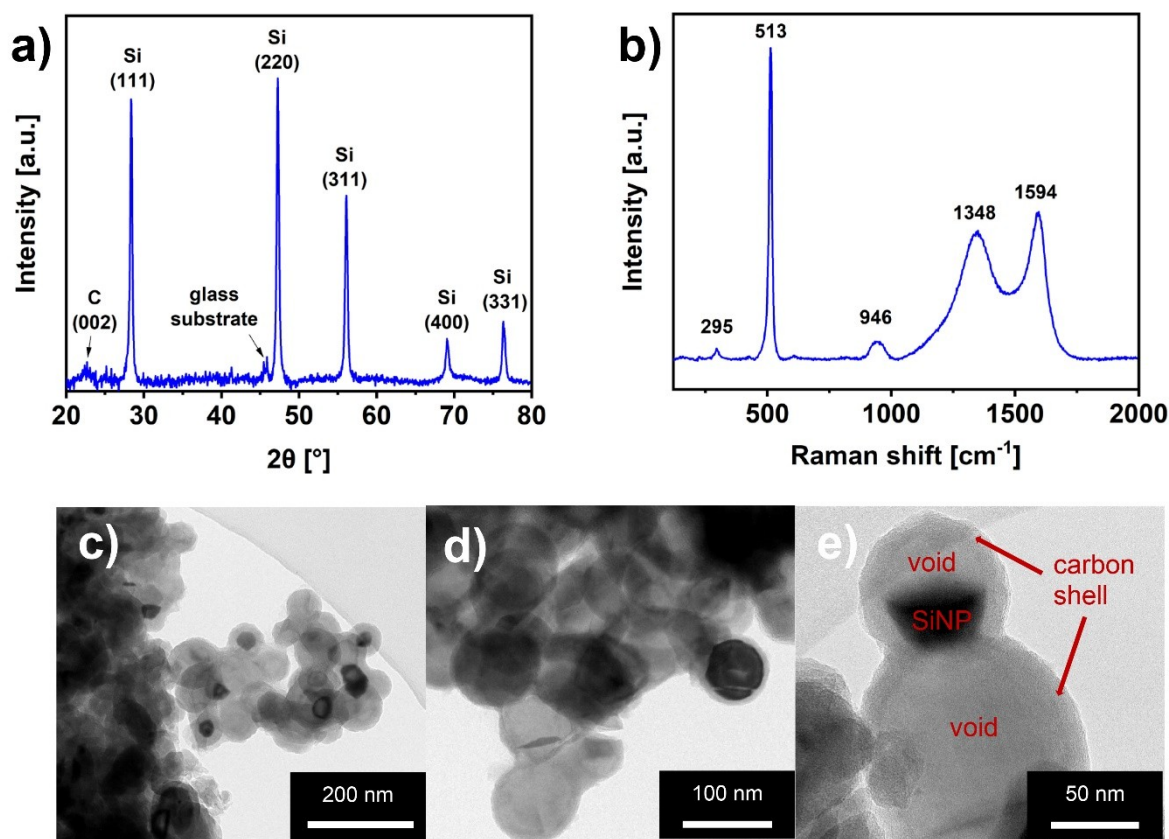 a)
Si
(111)
Si
(220)
Si
(311)
Si
(400)
Si
(331)
C
(002)
glass
substrate
Intensity [a.u.]
20 30 40 50 60 70 80
2θ [°]
b)
513
295
946
1348
1594
Intensity [a.u.]
500 1000 1500 2000
Raman shift [cm⁻¹]
c)
200 nm
d)
100 nm
e)
void
SiNP
void
carbon
shell
50 nm